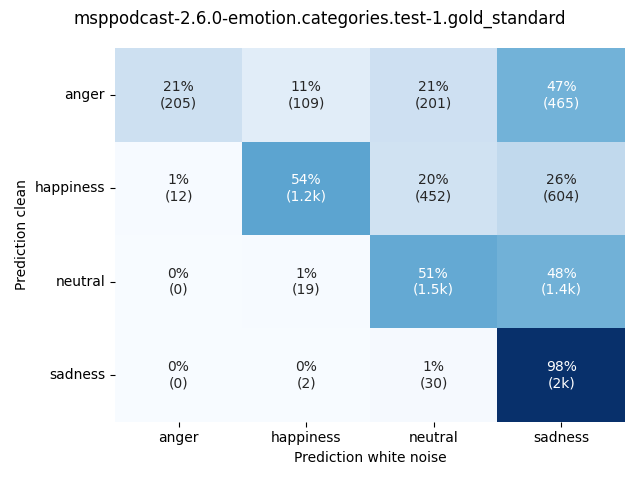 msppodcast-2.6.0-emotion.categories.test-1.gold_standard
Prediction clean
anger
21% 11% 21% 47%
(205) (109) (201) (465)
happiness
1% 54% 20% 26%
(12) (1.2k) (452) (604)
neutral
0% 1% 51% 48%
(0) (19) (1.5k) (1.4k)
sadness
0% 0% 1% 98%
(0) (2) (30) (2k)
anger happiness neutral sadness
Prediction white noise